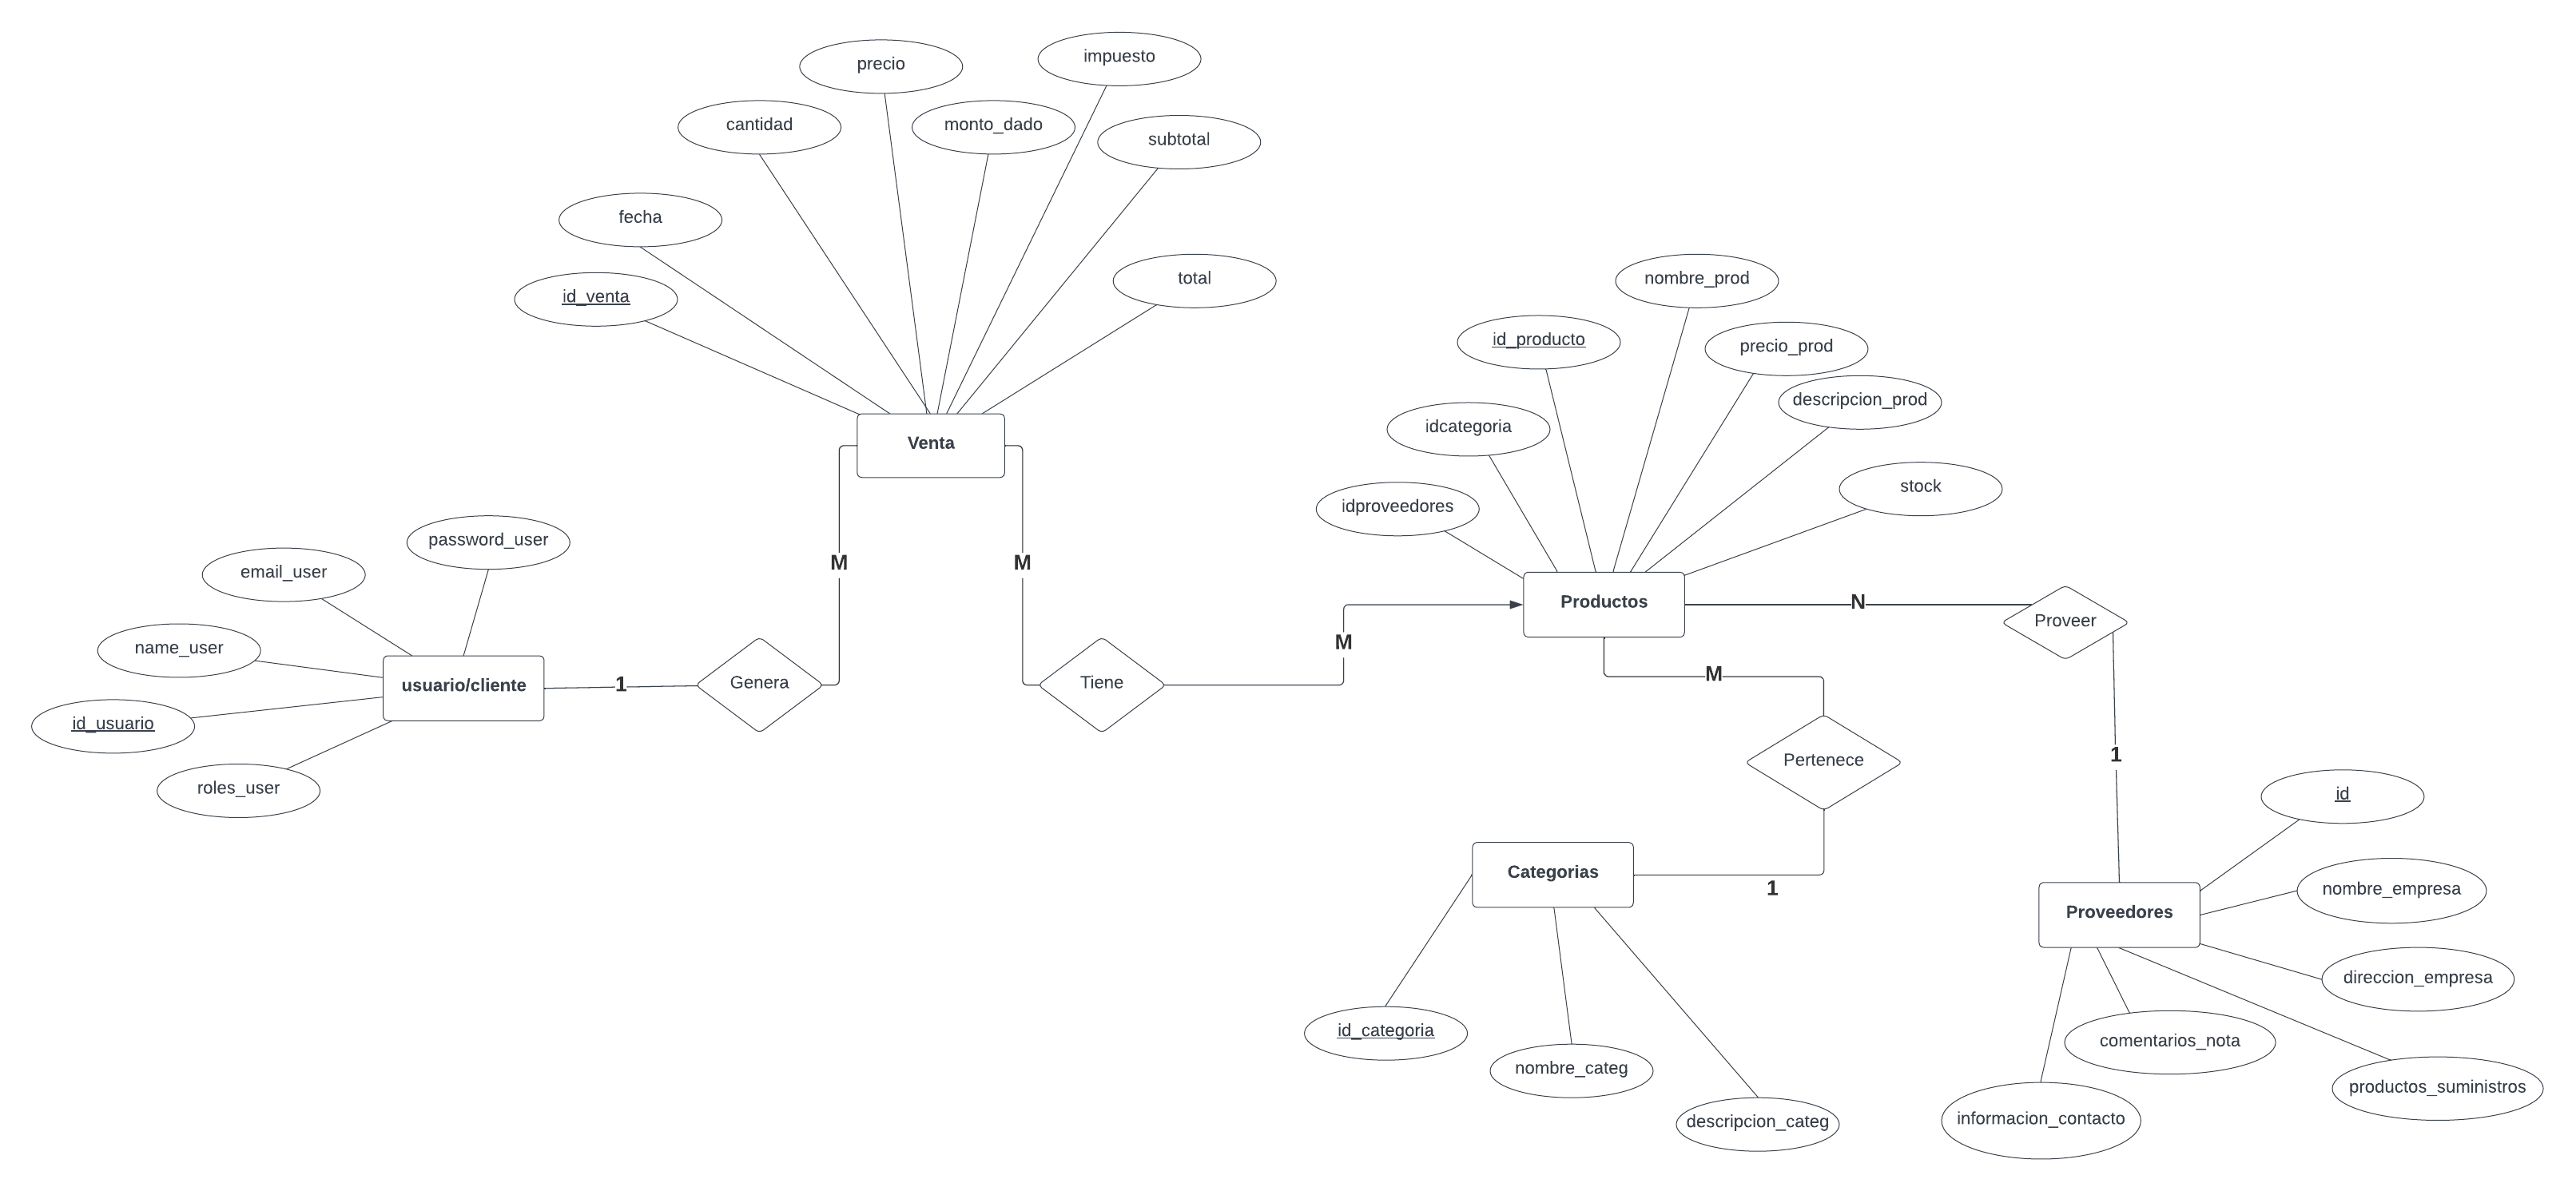 impuesto
precio
cantidad
monto_dado
subtotal
fecha
total
id_venta
nombre_prod
id_producto
precio_prod
descripcion_prod
idcategoria
Venta
stock
idproveedores
password_user
M
M
email_user
Productos
N
Proveer
M
name_user
M
usuario/cliente
1
Genera
Tiene
id_usuario
1
Pertenece
roles_user
id
Categorias
1
nombre_empresa
Proveedores
direccion_empresa
id_categoria
comentarios_nota
nombre_categ
productos_suministros
informacion_contacto
descripcion_categ